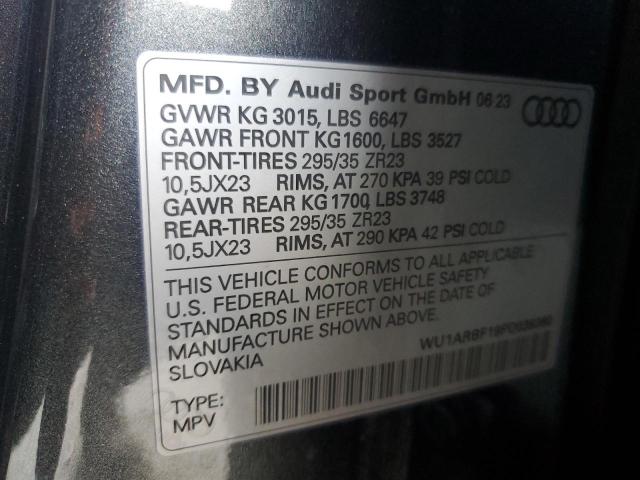 MFD. BY Audi Sport GmbH 06 23
GVWR KG 3015, LBS 6647
GAWR FRONT KG1600, LBS 3527
FRONT-TIRES 295/35 ZR23
10,5JX23 RIMS, AT 270 KPA 39 PSI COLD
GAWR REAR KG1700, LBS 3748
REAR-TIRES 295/35 ZR23
10,5JX23 RIMS, AT 290 KPA 42 PSI COLD
THIS VEHICLE CONFORMS TO ALL APPLICABLE
U.S. FEDERAL MOTOR VEHICLE SAFETY
STANDARDS IN EFFECT ON THE DATE OF
MANUFACTURE SHOWN ABOVE.
SLOVAKIA
TYPE:
MPV